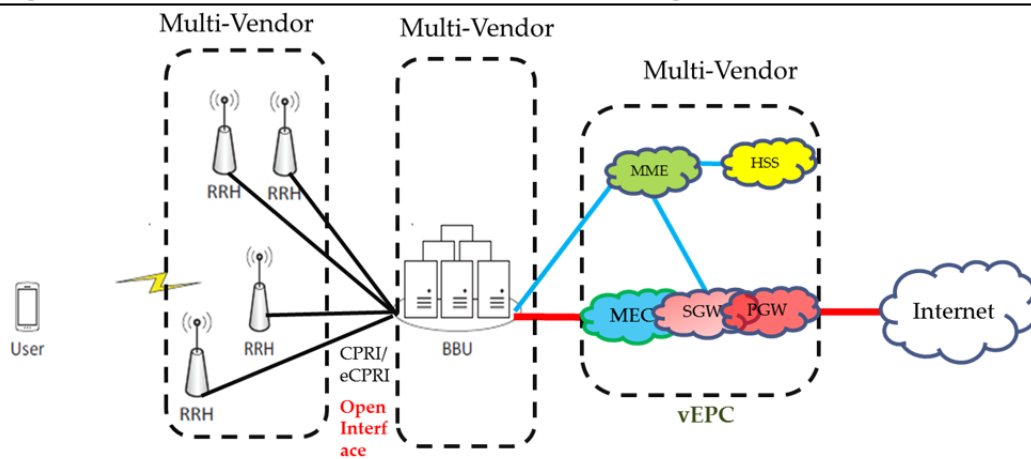 Multi-Vendor
Multi-Vendor
Multi-Vendor
RRH
RRH
MME
HSS
RRH
MEC
SGW
PGW
Internet
User
RRH
CPRI/
eCPRI
BBU
Open
Interf
ace
vEPC